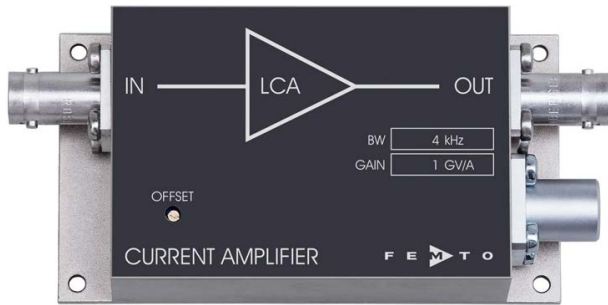 IN LCA OUT
BW 4 kHz
GAIN 1 GV/A
OFFSET
CURRENT AMPLIFIER FEMTO